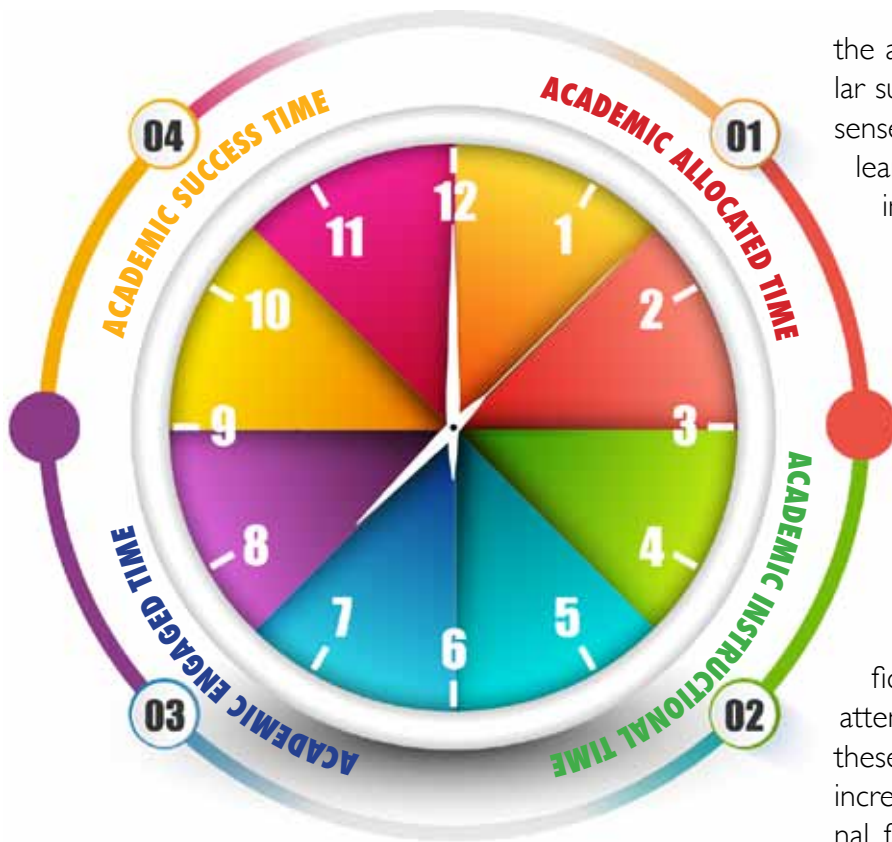 04
ACADEMIC SUCCESS TIME
01
ACADEMIC ALLOCATED TIME
02
ACADEMIC INSTRUCTIONAL TIME
03
ACADEMIC ENGAGED TIME
12
1
2
3
4
5
6
7
8
9
10
11
the a
lar su
sense
lea
in
fic
atten
these
incre
nal f